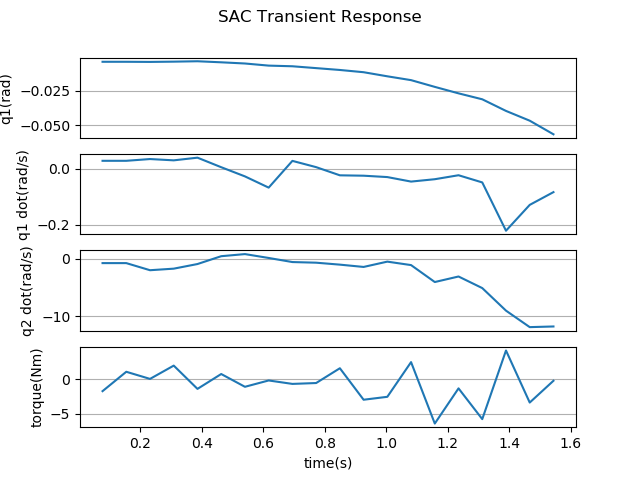 SAC Transient Response
q1(rad)
−0.025
−0.050
q1 dot(rad/s)
0.0
−0.2
q2 dot(rad/s)
0
−10
torque(Nm)
0
−5
0.2 0.4 0.6 0.8 1.0 1.2 1.4 1.6
time(s)